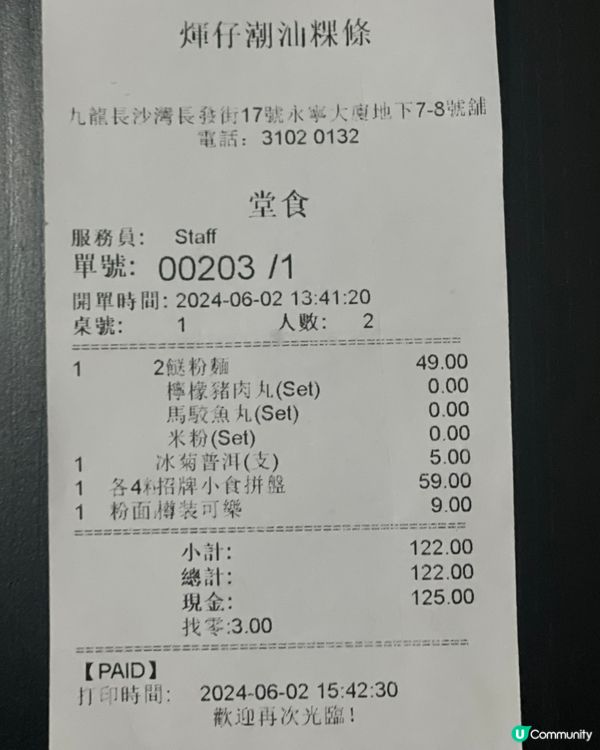 煇仔潮汕粿條
九龍長沙灣長發街17號永寧大廈地下7-8號舖
電話: 3102 0132
堂食
服務員: Staff
單號: 00203 /1
開單時間: 2024-06-02 13:41:20
桌號: 1 人數: 2
1 2餸粉麵 49.00
檸檬豬肉丸(Set) 0.00
馬鮫魚丸(Set) 0.00
米粉(Set) 0.00
1 冰菊普洱(支) 5.00
1 各4料招牌小食拼盤 59.00
1 粉面樽装可樂 9.00
小計: 122.00
總計: 122.00
現金: 125.00
找零:3.00
【PAID】
打印時間: 2024-06-02 15:42:30
歡迎再次光臨!
U Community